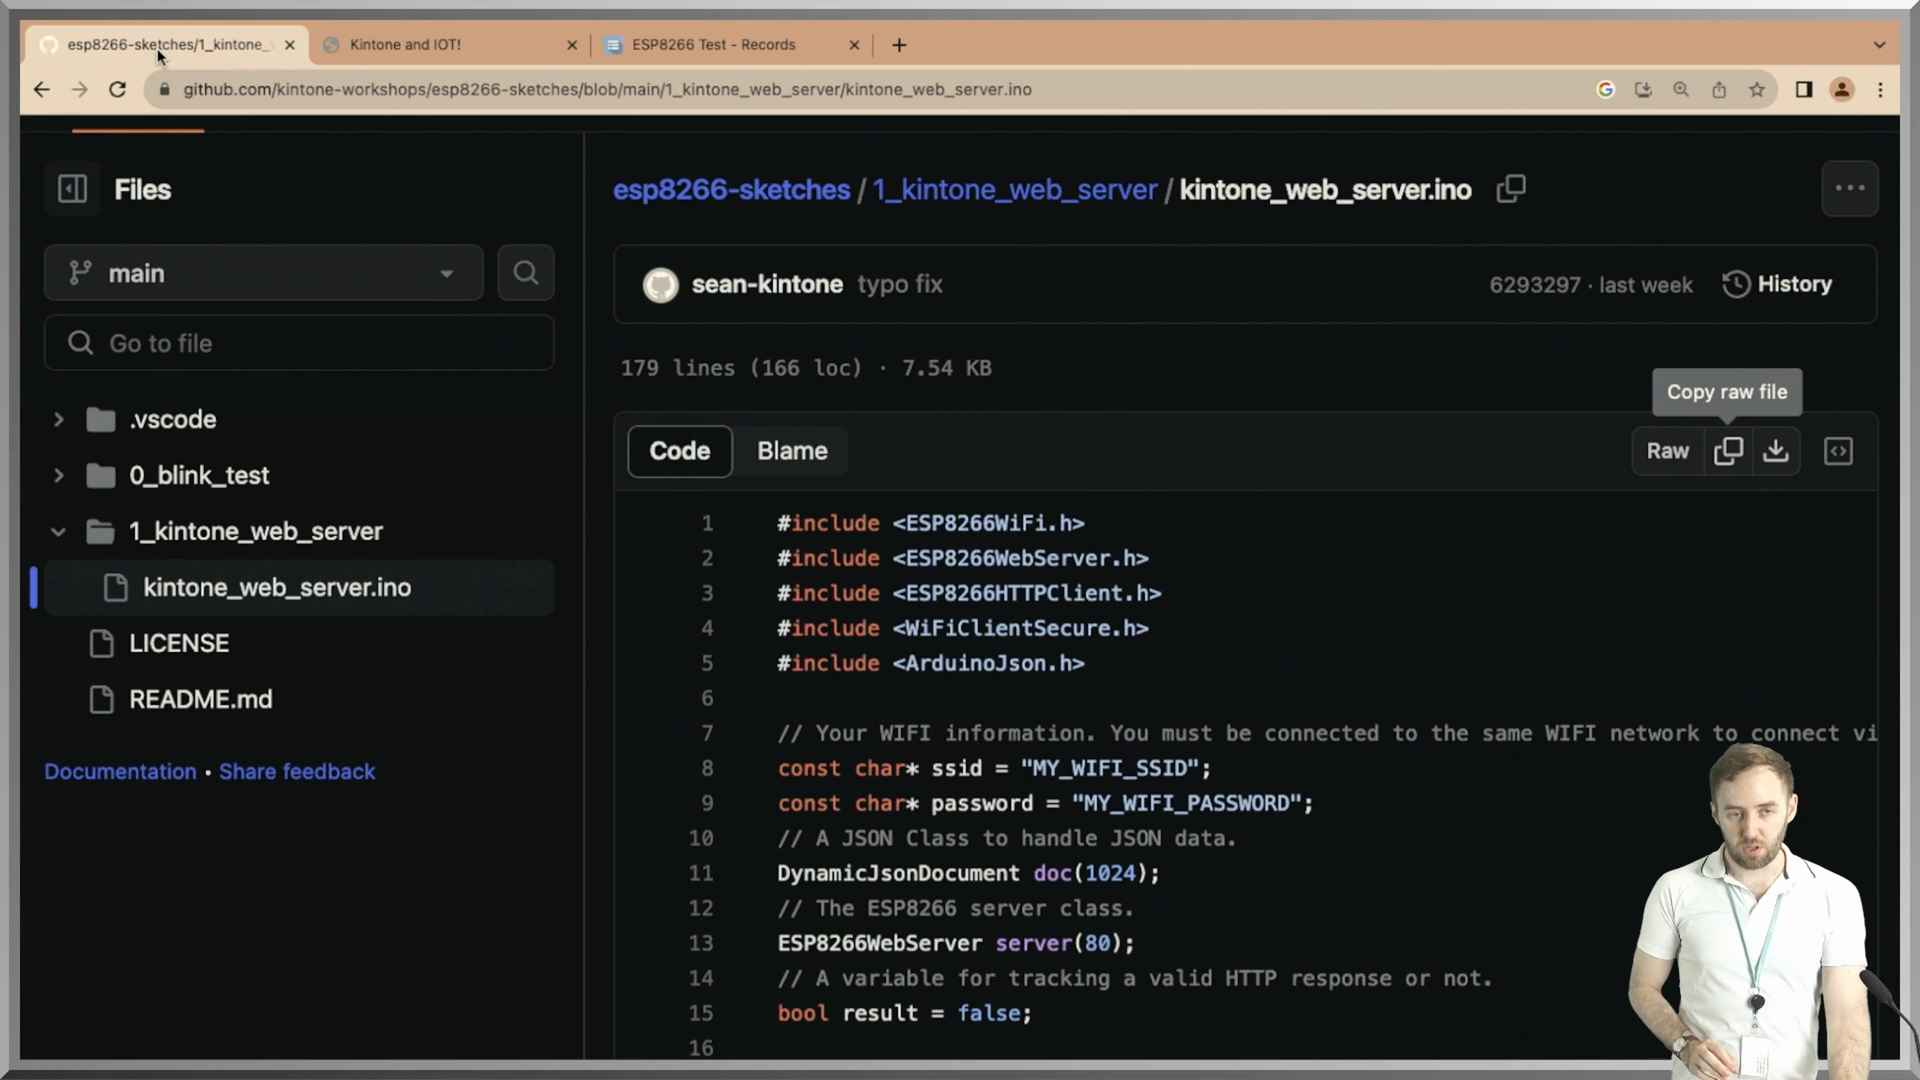 esp8266-sketches/1_kintone_
Kintone and IOT!
ESP8266 Test - Records
github.com/kintone-workshops/esp8266-sketches/blob/main/1_kintone_web_server/kintone_web_server.ino
Files
esp8266-sketches / 1_kintone_web_server / kintone_web_server.ino
main
sean-kintone typo fix
6293297 · last week
History
Go to file
179 lines (166 loc) · 7.54 KB
Copy raw file
.vscode
0_blink_test
1_kintone_web_server
kintone_web_server.ino
LICENSE
README.md
Documentation • Share feedback
Code
Blame
Raw
1 #include <ESP8266WiFi.h>
2 #include <ESP8266WebServer.h>
3 #include <ESP8266HTTPClient.h>
4 #include <WiFiClientSecure.h>
5 #include <ArduinoJson.h>
6
7 // Your WIFI information. You must be connected to the same WIFI network to connect vi
8 const char* ssid = "MY_WIFI_SSID";
9 const char* password = "MY_WIFI_PASSWORD";
10 // A JSON Class to handle JSON data.
11 DynamicJsonDocument doc(1024);
12 // The ESP8266 server class.
13 ESP8266WebServer server(80);
14 // A variable for tracking a valid HTTP response or not.
15 bool result = false;
16